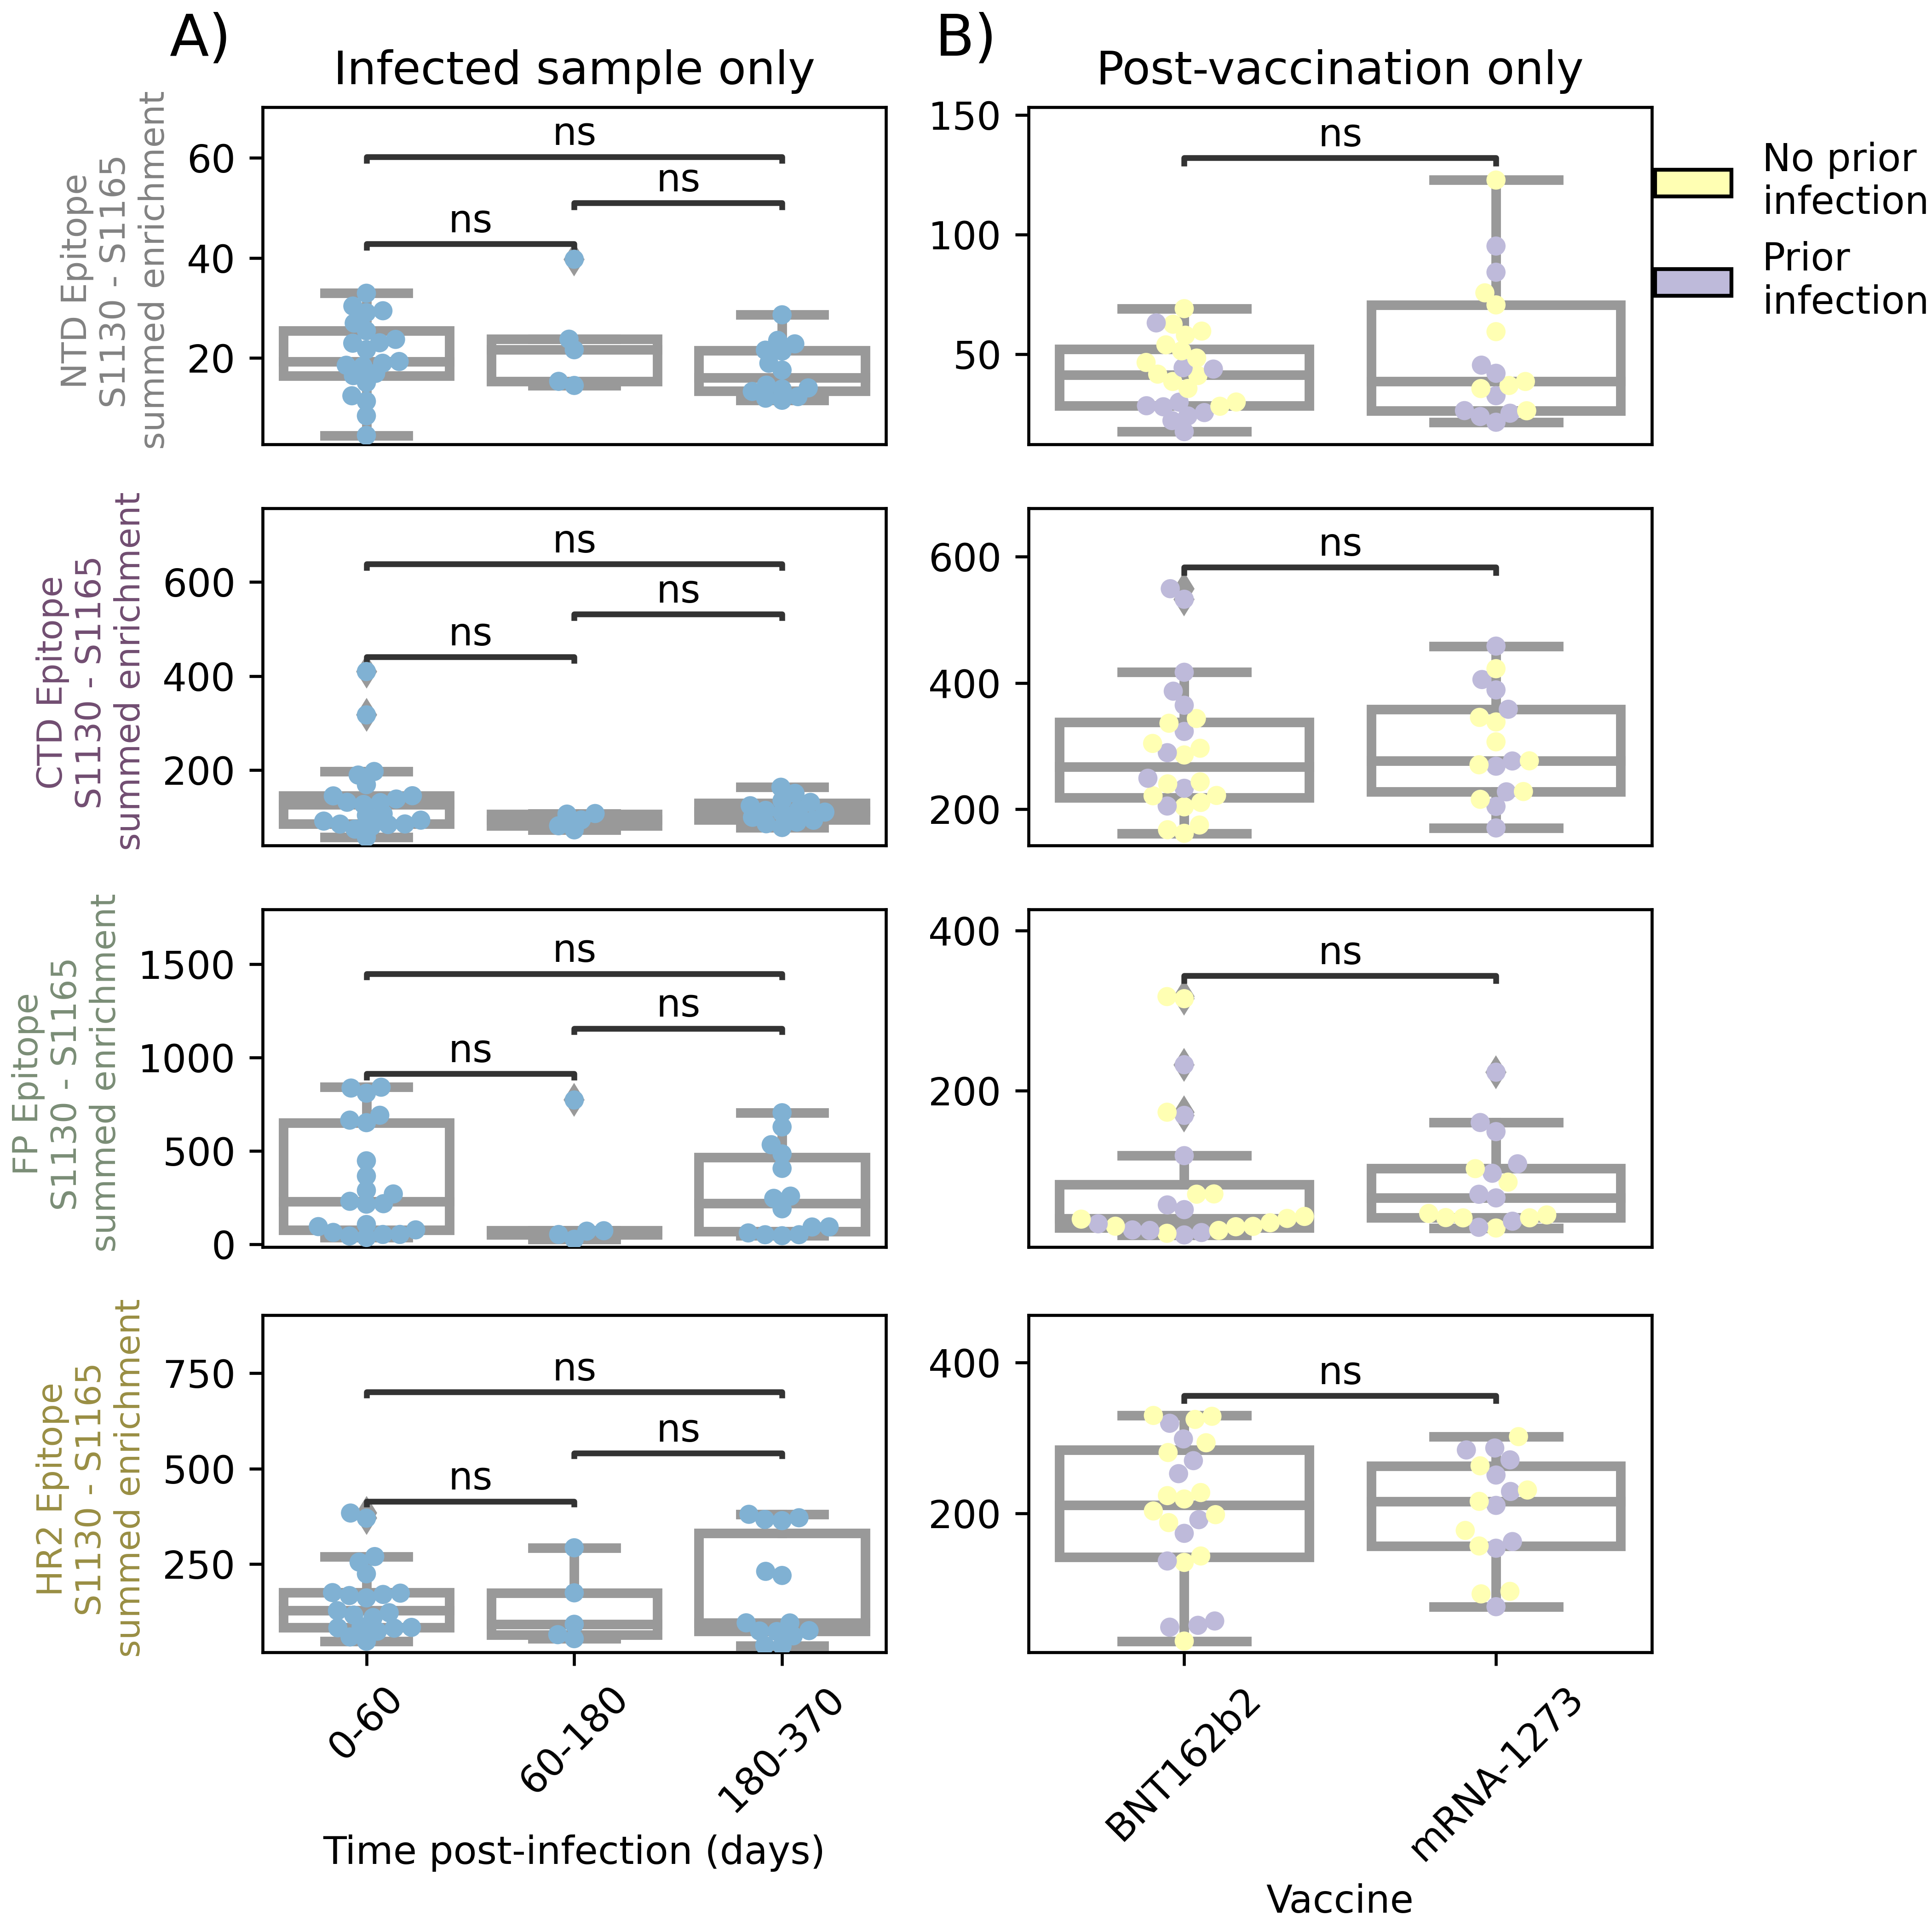 A)
Infected sample only
B)
Post-vaccination only
NTD Epitope
S1130 - S1165
summed enrichment
60
40
20
ns
ns
ns
150
100
50
ns
No prior
infection
Prior
infection
CTD Epitope
S1130 - S1165
summed enrichment
600
400
200
ns
ns
ns
600
400
200
ns
FP Epitope
S1130 - S1165
summed enrichment
1500
1000
500
0
ns
ns
ns
400
200
ns
HR2 Epitope
S1130 - S1165
summed enrichment
750
500
250
ns
ns
ns
400
200
ns
0-60
60-180
180-370
Time post-infection (days)
BNT162b2
mRNA-1273
Vaccine